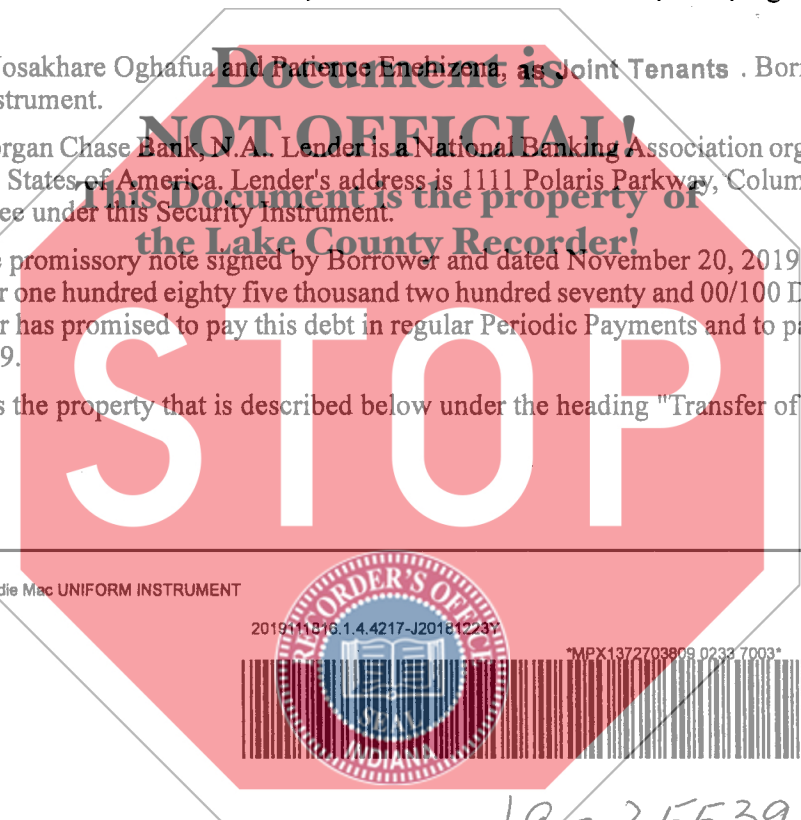 Document is
Nosakhare Oghafua and Patience Enehizena, as Joint Tenants . Borr
strument.
NOT OFFICIAL!
organ Chase Bank, N.A.. Lender is a National Banking Association org
States of America. Lender's address is 1111 Polaris Parkway, Colum
This Document is the property of
ee under this Security Instrument.
the Lake County Recorder!
promissory note signed by Borrower and dated November 20, 2019
r one hundred eighty five thousand two hundred seventy and 00/100 D
r has promised to pay this debt in regular Periodic Payments and to pa
9.
s the property that is described below under the heading "Transfer of
STOP
die Mac UNIFORM INSTRUMENT
RECORDER'S OFFICE
2019111816.1.4.4217-J20181223Y
*MPX1372703809 0233 7003*
SEAL
INDIANA